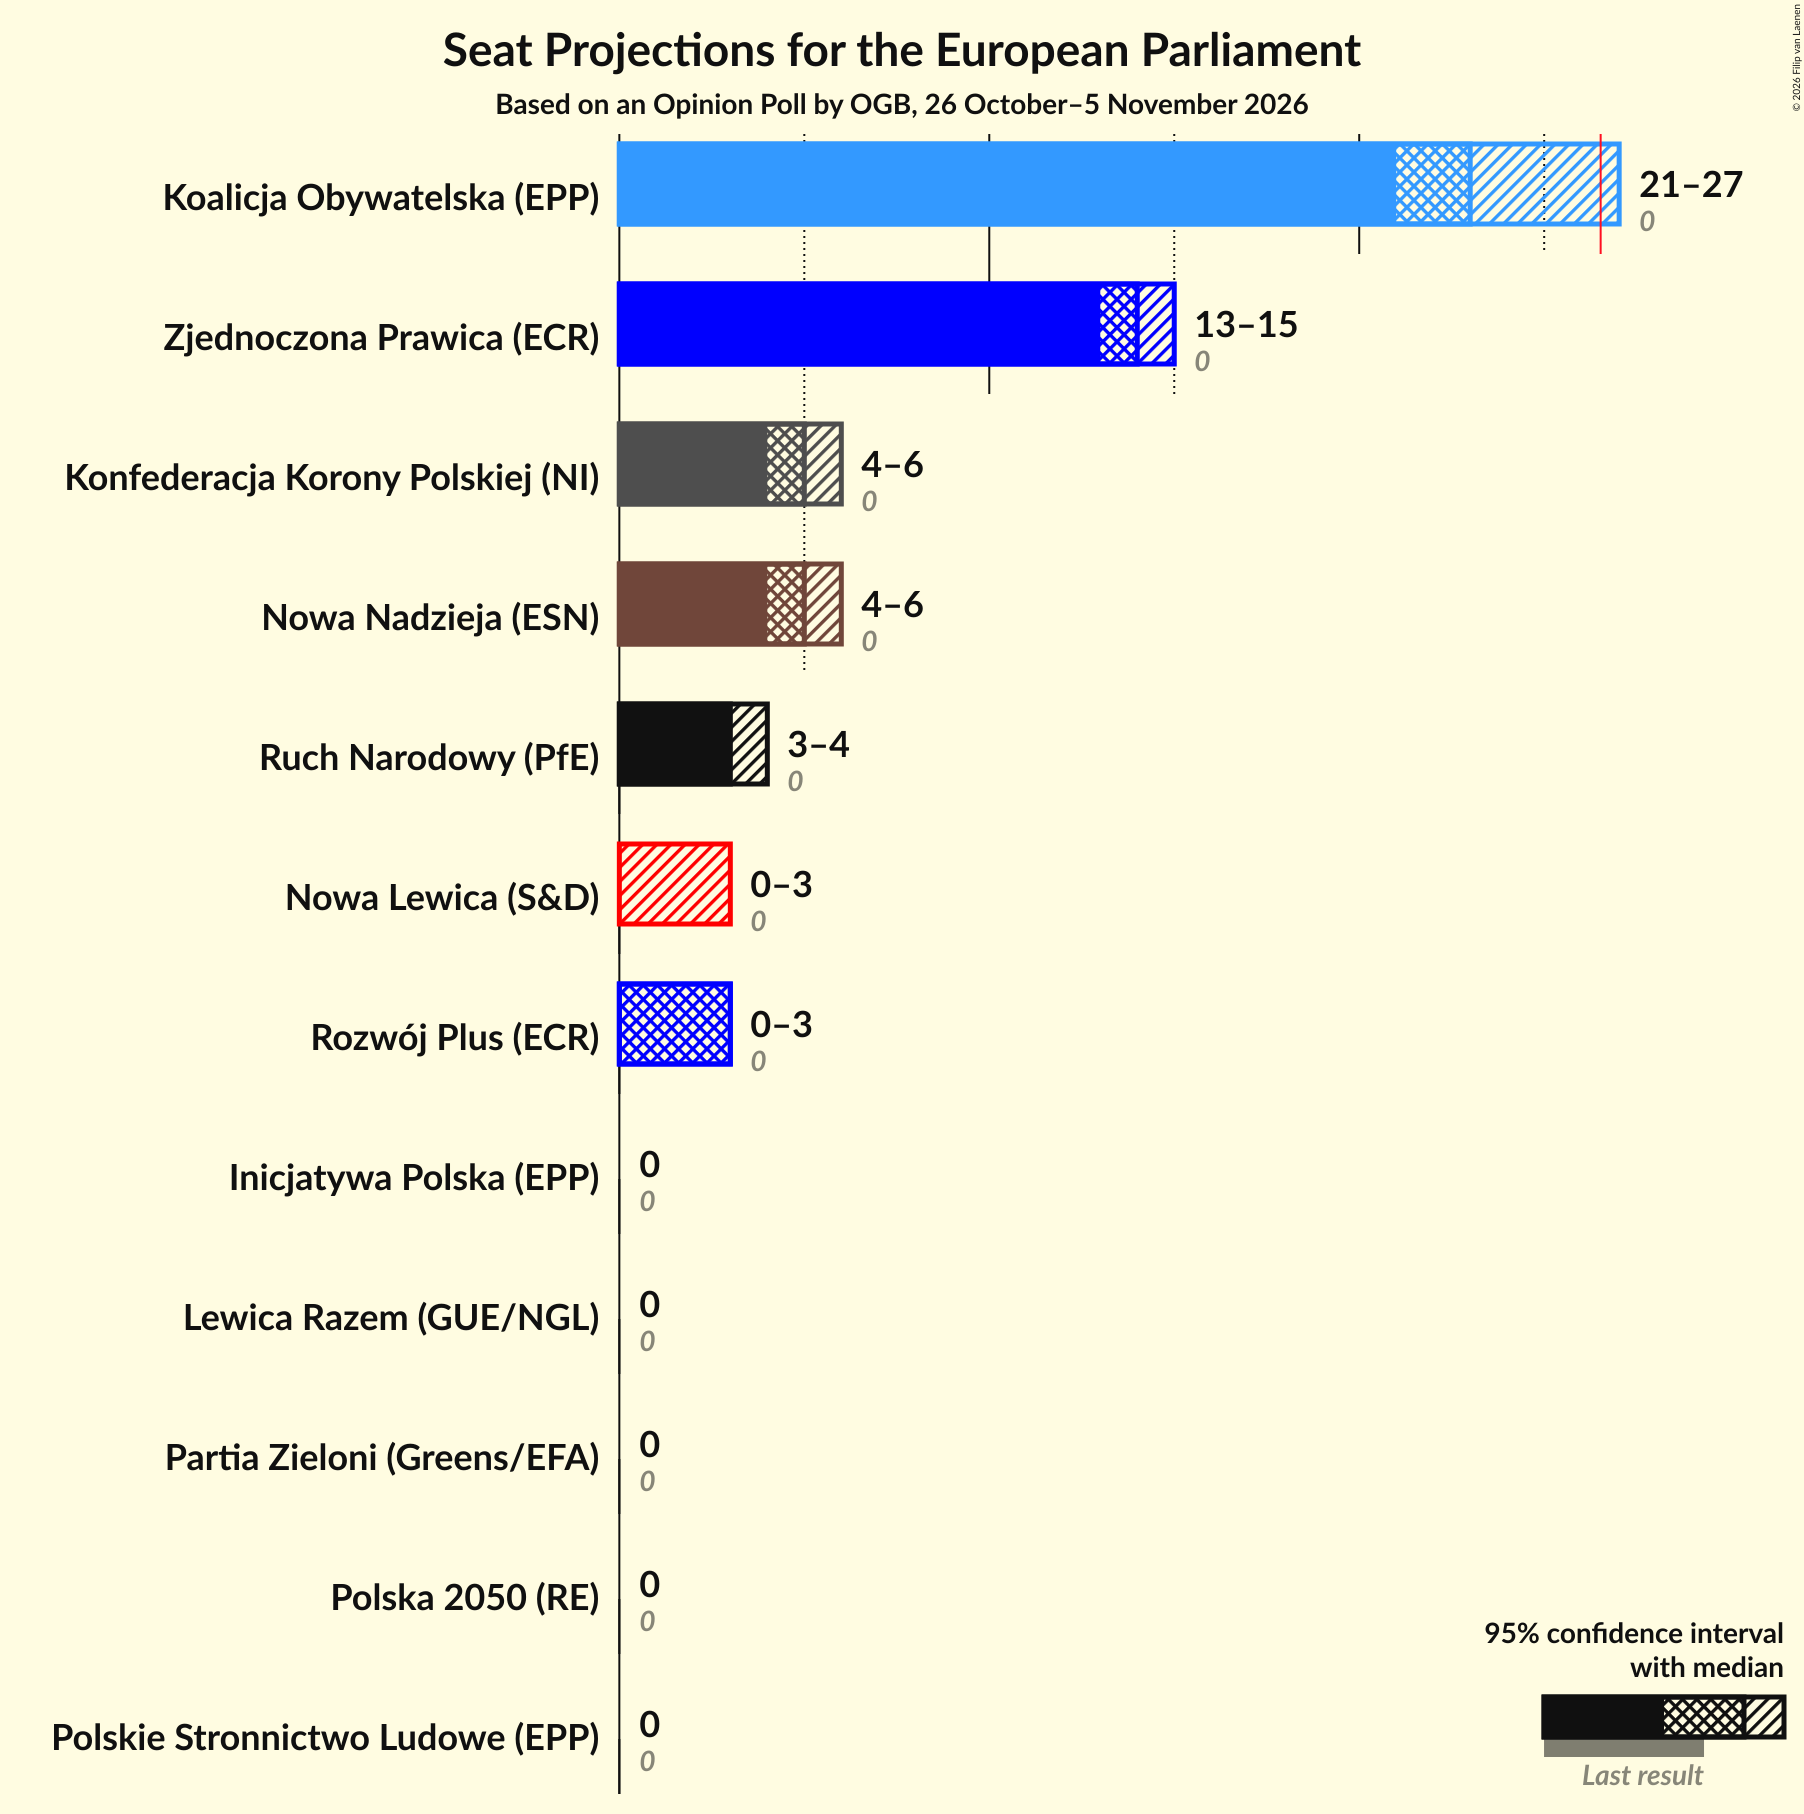 Seat Projections for the European Parliament
Based on an Opinion Poll by OGB, 26 October–5 November 2026
© 2026 Filip van Laenen
Koalicja Obywatelska (EPP)
21–27
0
Zjednoczona Prawica (ECR)
13–15
0
Konfederacja Korony Polskiej (NI)
4–6
0
Nowa Nadzieja (ESN)
4–6
0
Ruch Narodowy (PfE)
3–4
0
Nowa Lewica (S&D)
0–3
0
Rozwój Plus (ECR)
0–3
0
Inicjatywa Polska (EPP)
0
0
Lewica Razem (GUE/NGL)
0
0
Partia Zieloni (Greens/EFA)
0
0
Polska 2050 (RE)
0
0
Polskie Stronnictwo Ludowe (EPP)
0
0
95% confidence interval
with median
Last result